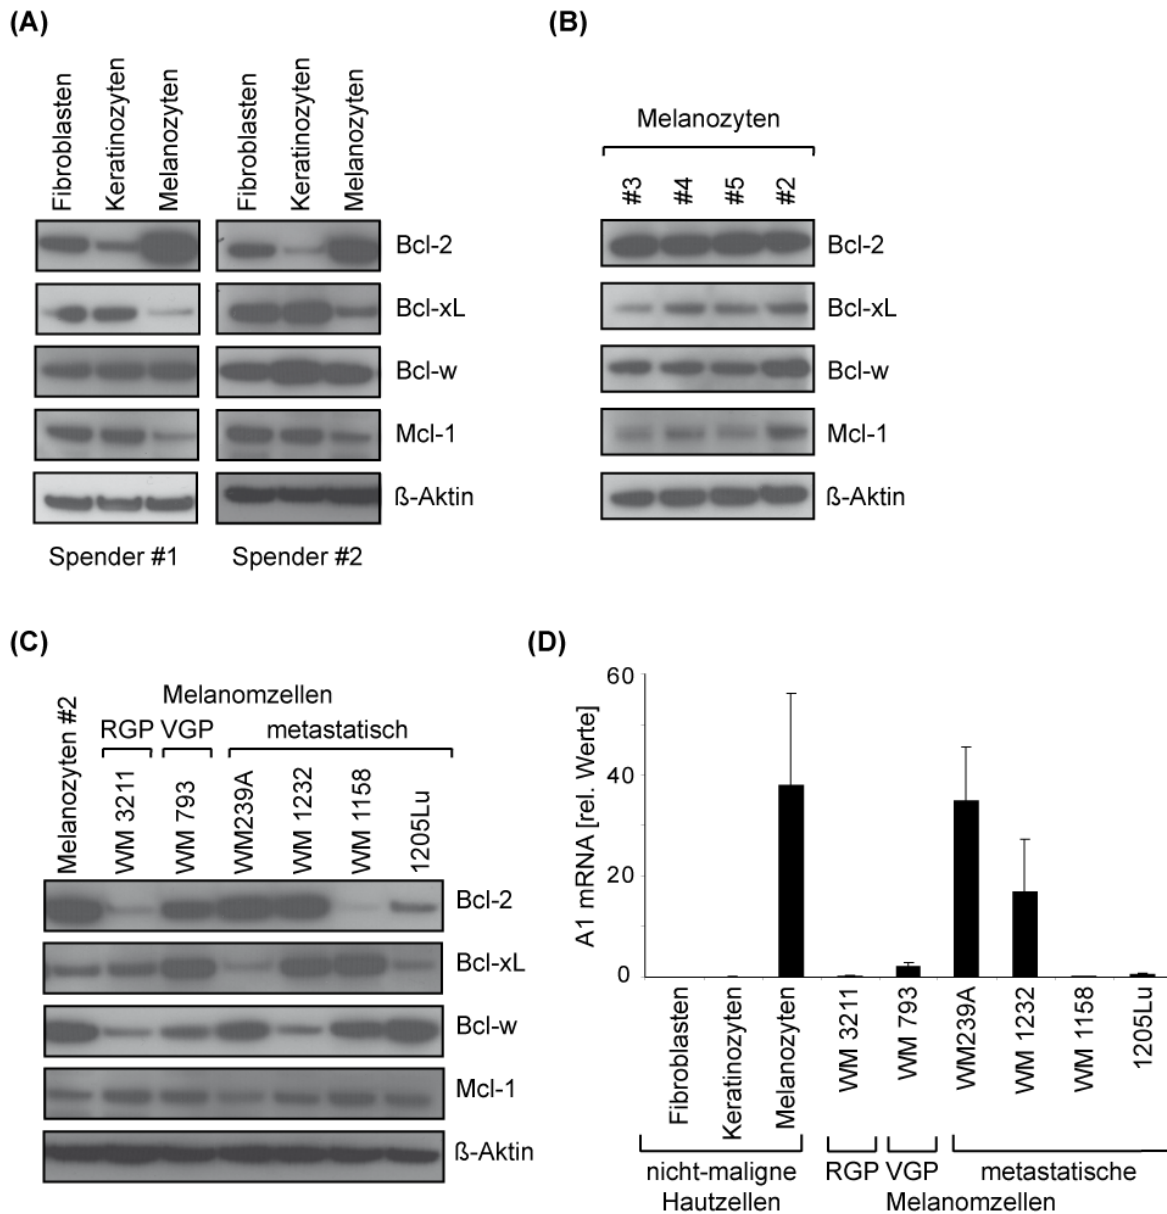 (A)
Fibroblasten
Keratinozyten
Melanozyten
Fibroblasten
Keratinozyten
Melanozyten
Bcl-2
Bcl-xL
Bcl-w
Mcl-1
ß-Aktin
Spender #1
Spender #2
(B)
Melanozyten
#3
#4
#5
#2
Bcl-2
Bcl-xL
Bcl-w
Mcl-1
ß-Aktin
(C)
Melanozyten #2
Melanomzellen
RGP VGP metastatisch
WM 3211
WM 793
WM239A
WM 1232
WM 1158
1205Lu
Bcl-2
Bcl-xL
Bcl-w
Mcl-1
ß-Aktin
(D)
A1 mRNA [rel. Werte]
60
40
20
0
Fibroblasten
Keratinozyten
Melanozyten
WM 3211
WM 793
WM239A
WM 1232
WM 1158
1205Lu
nicht-maligne
Hautzellen
RGP VGP metastatische
Melanomzellen